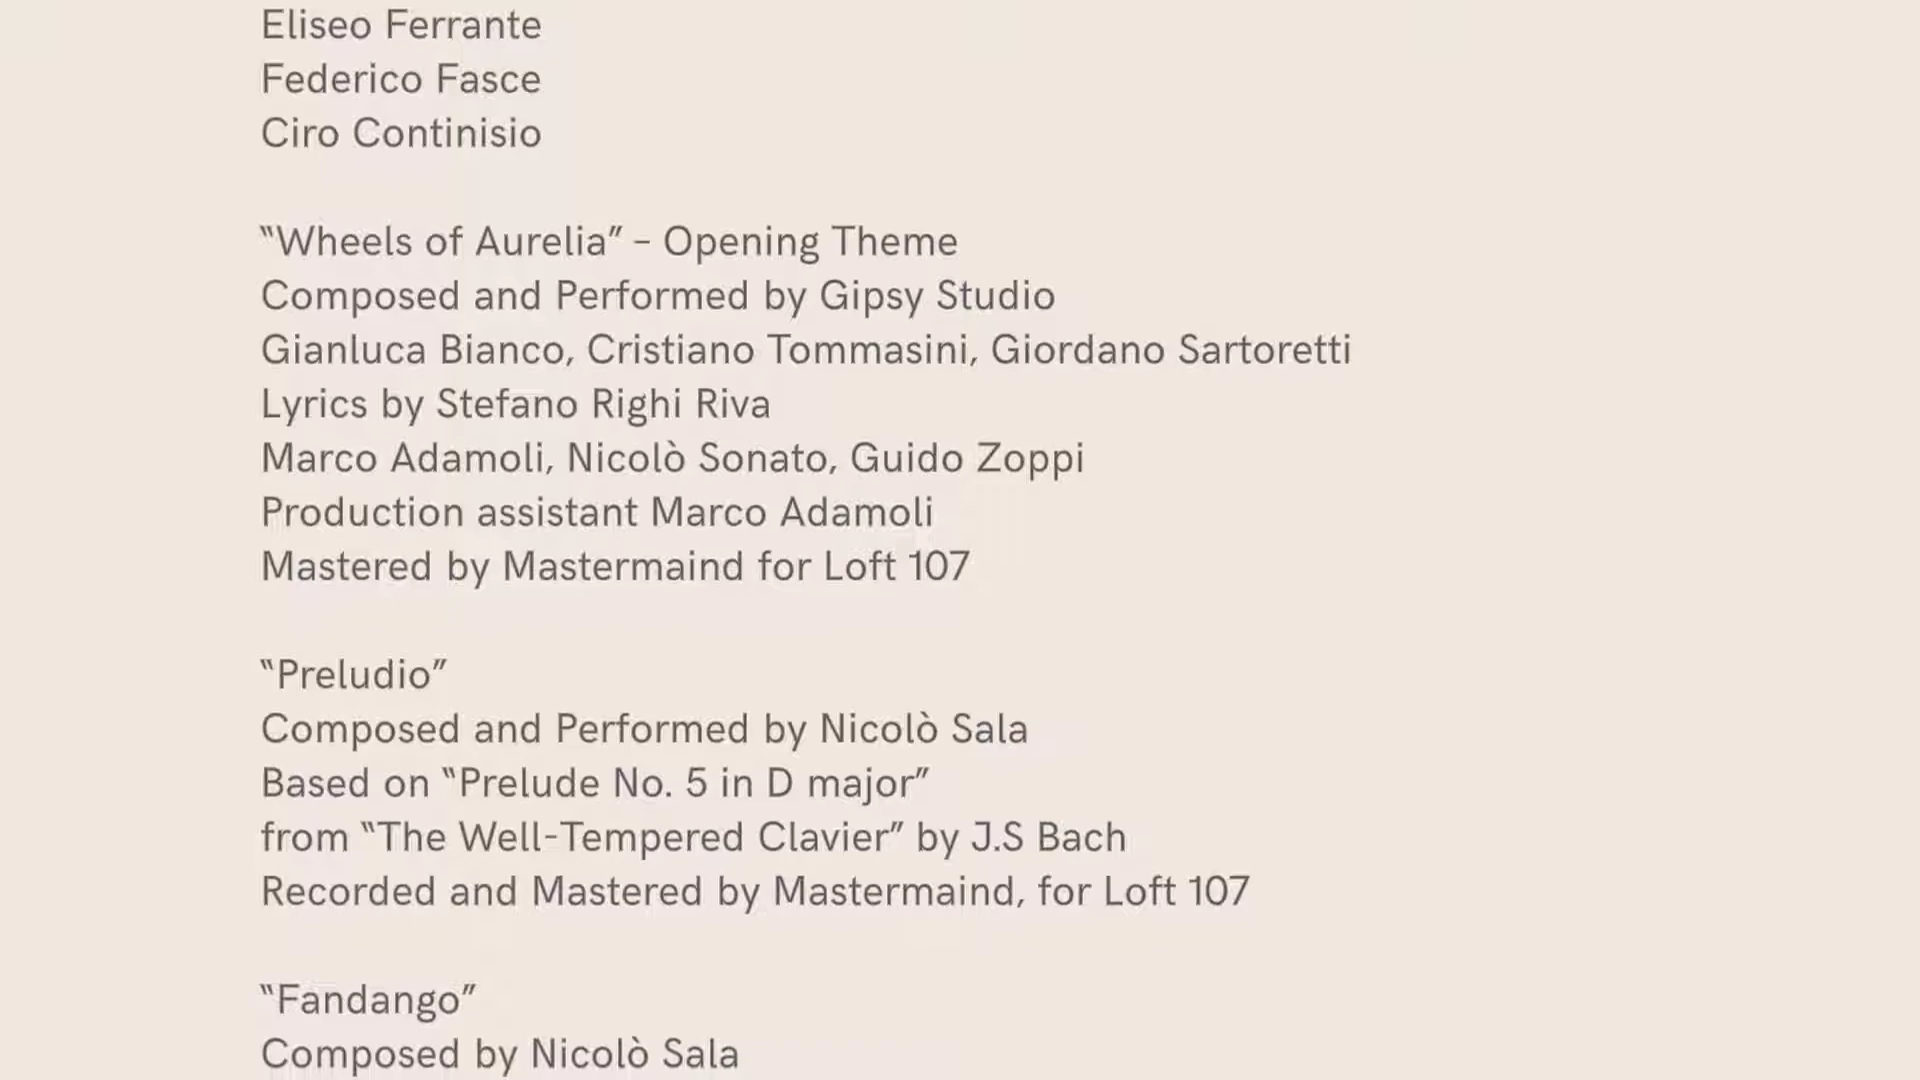 Eliseo Ferrante
Federico Fasce
Ciro Continisio
“Wheels of Aurelia” – Opening Theme
Composed and Performed by Gipsy Studio
Gianluca Bianco, Cristiano Tommasini, Giordano Sartoretti
Lyrics by Stefano Righi Riva
Marco Adamoli, Nicolò Sonato, Guido Zoppi
Production assistant Marco Adamoli
Mastered by Mastermaind for Loft 107
“Preludio”
Composed and Performed by Nicolò Sala
Based on “Prelude No. 5 in D major”
from “The Well-Tempered Clavier” by J.S Bach
Recorded and Mastered by Mastermaind, for Loft 107
“Fandango”
Composed by Nicolò Sala